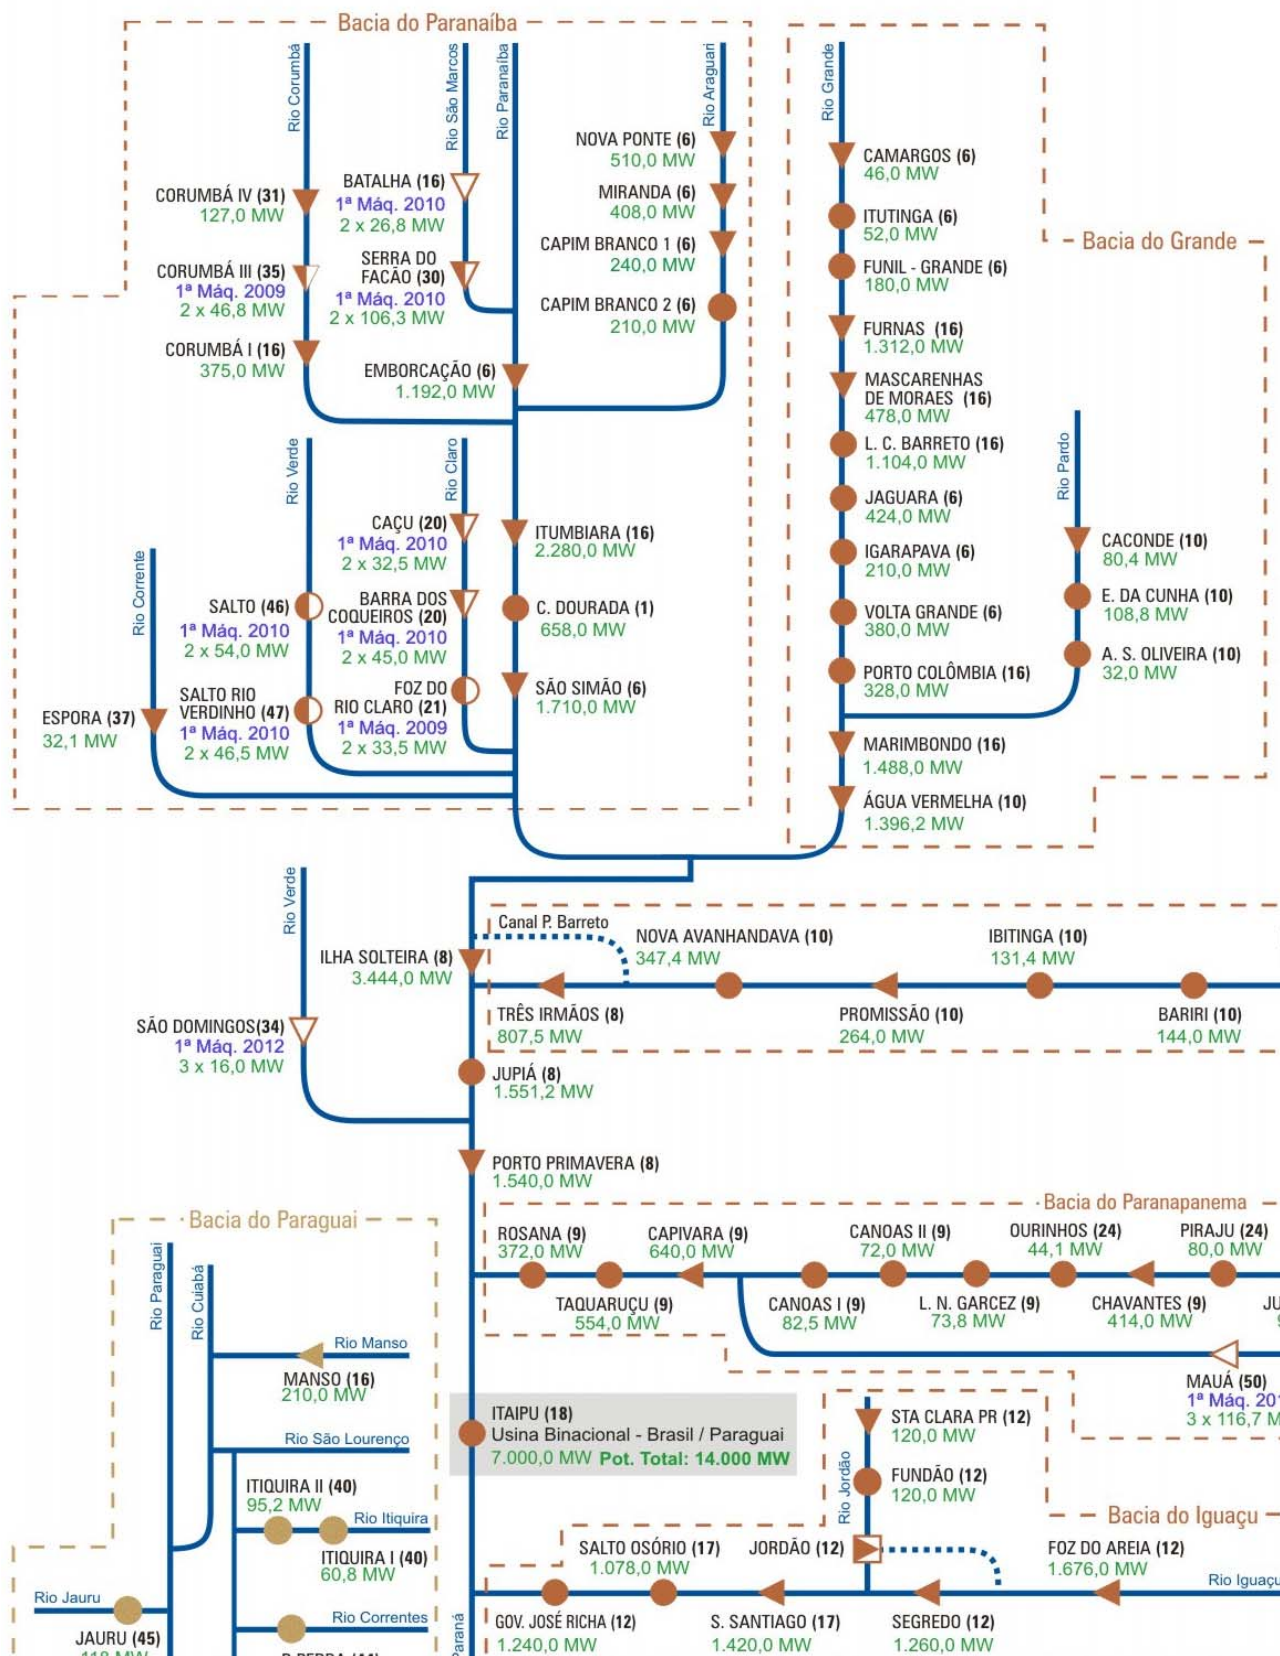 Bacia do Paranaíba
Rio Corumbá
Rio São Marcos
Rio Paranaíba
Rio Araguari
NOVA PONTE (6)
510,0 MW
MIRANDA (6)
408,0 MW
CAPIM BRANCO 1 (6)
240,0 MW
CAPIM BRANCO 2 (6)
210,0 MW
BATALHA (16)
1ª Máq. 2010
2 x 26,8 MW
SERRA DO
FACÃO (30)
1ª Máq. 2010
2 x 106,3 MW
CORUMBÁ IV (31)
127,0 MW
CORUMBÁ III (35)
1ª Máq. 2009
2 x 46,8 MW
CORUMBÁ I (16)
375,0 MW
EMBORCAÇÃO (6)
1.192,0 MW
Rio Verde
Rio Claro
Rio Corrente
CAÇU (20)
1ª Máq. 2010
2 x 32,5 MW
BARRA DOS
COQUEIROS (20)
1ª Máq. 2010
2 x 45,0 MW
FOZ DO
RIO CLARO (21)
1ª Máq. 2009
2 x 33,5 MW
ITUMBIARA (16)
2.280,0 MW
C. DOURADA (1)
658,0 MW
SÃO SIMÃO (6)
1.710,0 MW
SALTO (46)
1ª Máq. 2010
2 x 54,0 MW
SALTO RIO
VERDINHO (47)
1ª Máq. 2010
2 x 46,5 MW
ESPORA (37)
32,1 MW
Rio Grande
Bacia do Grande
CAMARGOS (6)
46,0 MW
ITUTINGA (6)
52,0 MW
FUNIL - GRANDE (6)
180,0 MW
FURNAS (16)
1.312,0 MW
MASCARENHAS
DE MORAES (16)
478,0 MW
L. C. BARRETO (16)
1.104,0 MW
JAGUARA (6)
424,0 MW
IGARAPAVA (6)
210,0 MW
VOLTA GRANDE (6)
380,0 MW
PORTO COLÔMBIA (16)
328,0 MW
MARIMBONDO (16)
1.488,0 MW
ÁGUA VERMELHA (10)
1.396,2 MW
Rio Pardo
CACONDE (10)
80,4 MW
E. DA CUNHA (10)
108,8 MW
A. S. OLIVEIRA (10)
32,0 MW
Rio Verde
ILHA SOLTEIRA (8)
3.444,0 MW
SÃO DOMINGOS(34)
1ª Máq. 2012
3 x 16,0 MW
Canal P. Barreto
NOVA AVANHANDAVA (10)
347,4 MW
IBITINGA (10)
131,4 MW
TRÊS IRMÃOS (8)
807,5 MW
PROMISSÃO (10)
264,0 MW
BARIRI (10)
144,0 MW
JUPIÁ (8)
1.551,2 MW
PORTO PRIMAVERA (8)
1.540,0 MW
Bacia do Paranapanema
ROSANA (9)
372,0 MW
CAPIVARA (9)
640,0 MW
CANOAS II (9)
72,0 MW
OURINHOS (24)
44,1 MW
PIRAJU (24)
80,0 MW
TAQUARUÇU (9)
554,0 MW
CANOAS I (9)
82,5 MW
L. N. GARCEZ (9)
73,8 MW
CHAVANTES (9)
414,0 MW
JU
MAUÁ (50)
1ª Máq. 201
3 x 116,7 M
Bacia do Paraguai
Rio Paraguai
Rio Cuiabá
Rio Manso
MANSO (16)
210,0 MW
Rio São Lourenço
ITIQUIRA II (40)
95,2 MW
Rio Itiquira
ITIQUIRA I (40)
60,8 MW
Rio Jauru
JAURU (45)
118 MW
Rio Correntes
ITAIPU (18)
Usina Binacional - Brasil / Paraguai
7.000,0 MW Pot. Total: 14.000 MW
Paraná
Rio Jordão
STA CLARA PR (12)
120,0 MW
FUNDÃO (12)
120,0 MW
JORDÃO (12)
Bacia do Iguaçu
SALTO OSÓRIO (17)
1.078,0 MW
FOZ DO AREIA (12)
1.676,0 MW
Rio Iguaçu
GOV. JOSÉ RICHA (12)
1.240,0 MW
S. SANTIAGO (17)
1.420,0 MW
SEGREDO (12)
1.260,0 MW